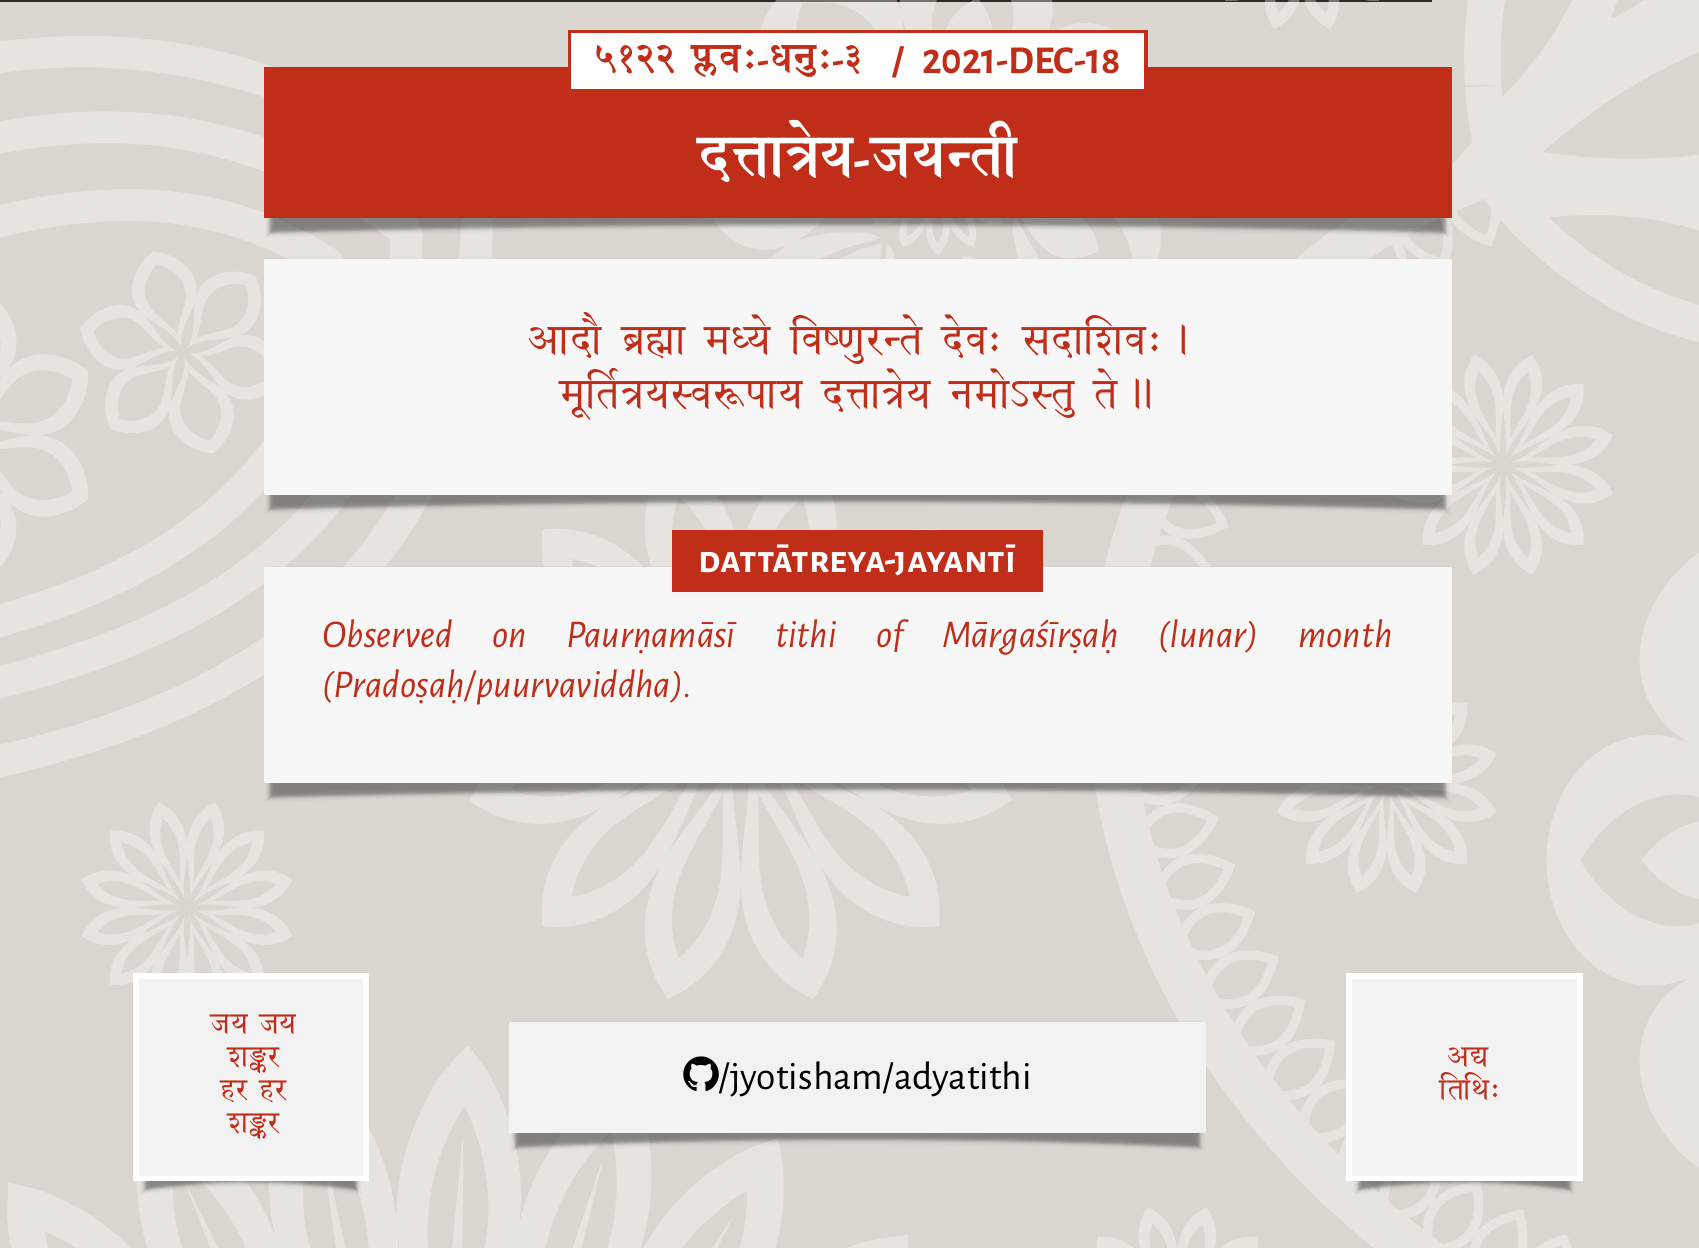 ५१२२ प्लवः-धनुः-३ / 2021-DEC-18
दत्तात्रेय-जयन्ती
आदौ ब्रह्मा मध्ये विष्णुरन्ते देवः सदाशिवः ।
मूर्तित्रयस्वरूपाय दत्तात्रेय नमोऽस्तु ते ॥
DATTĀTREYA-JAYANTĪ
Observed on Paurṇamāsī tithi of Mārgaśīrṣaḥ (lunar) month
(Pradoṣaḥ/puurvaviddha).
जय जय
शङ्कर
हर हर
शङ्कर
/jyotisham/adyatithi
अद्य
तिथिः